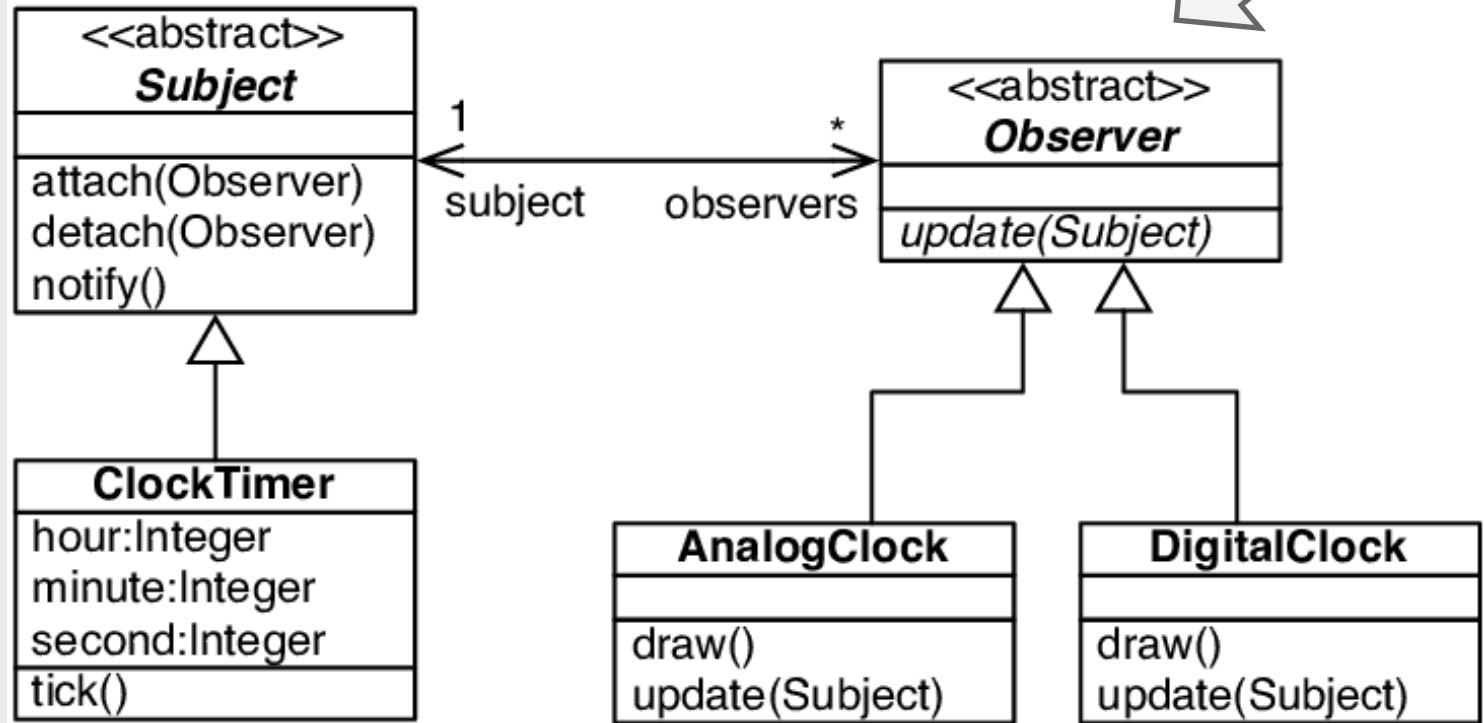 <<abstract>>
Subject
attach(Observer)
detach(Observer)
notify()
1
*
subject
observers
<<abstract>>
Observer
update(Subject)
ClockTimer
hour:Integer
minute:Integer
second:Integer
tick()
AnalogClock
draw()
update(Subject)
DigitalClock
draw()
update(Subject)